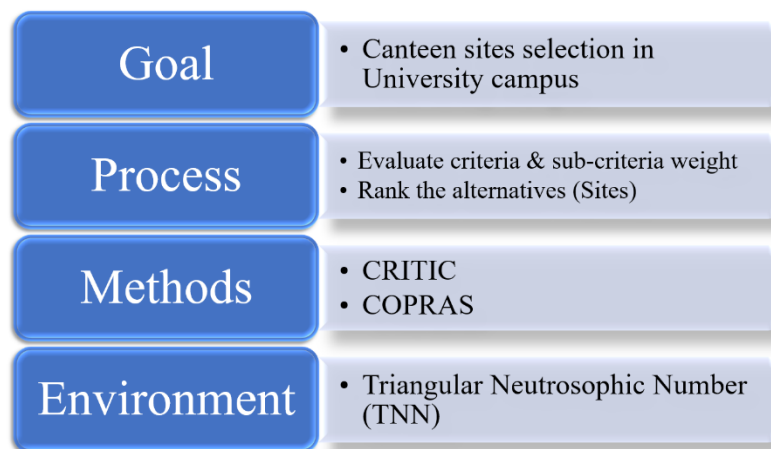 Goal
• Canteen sites selection in
University campus
Process
• Evaluate criteria & sub-criteria weight
• Rank the alternatives (Sites)
Methods
• CRITIC
• COPRAS
Environment
• Triangular Neutrosophic Number
(TNN)